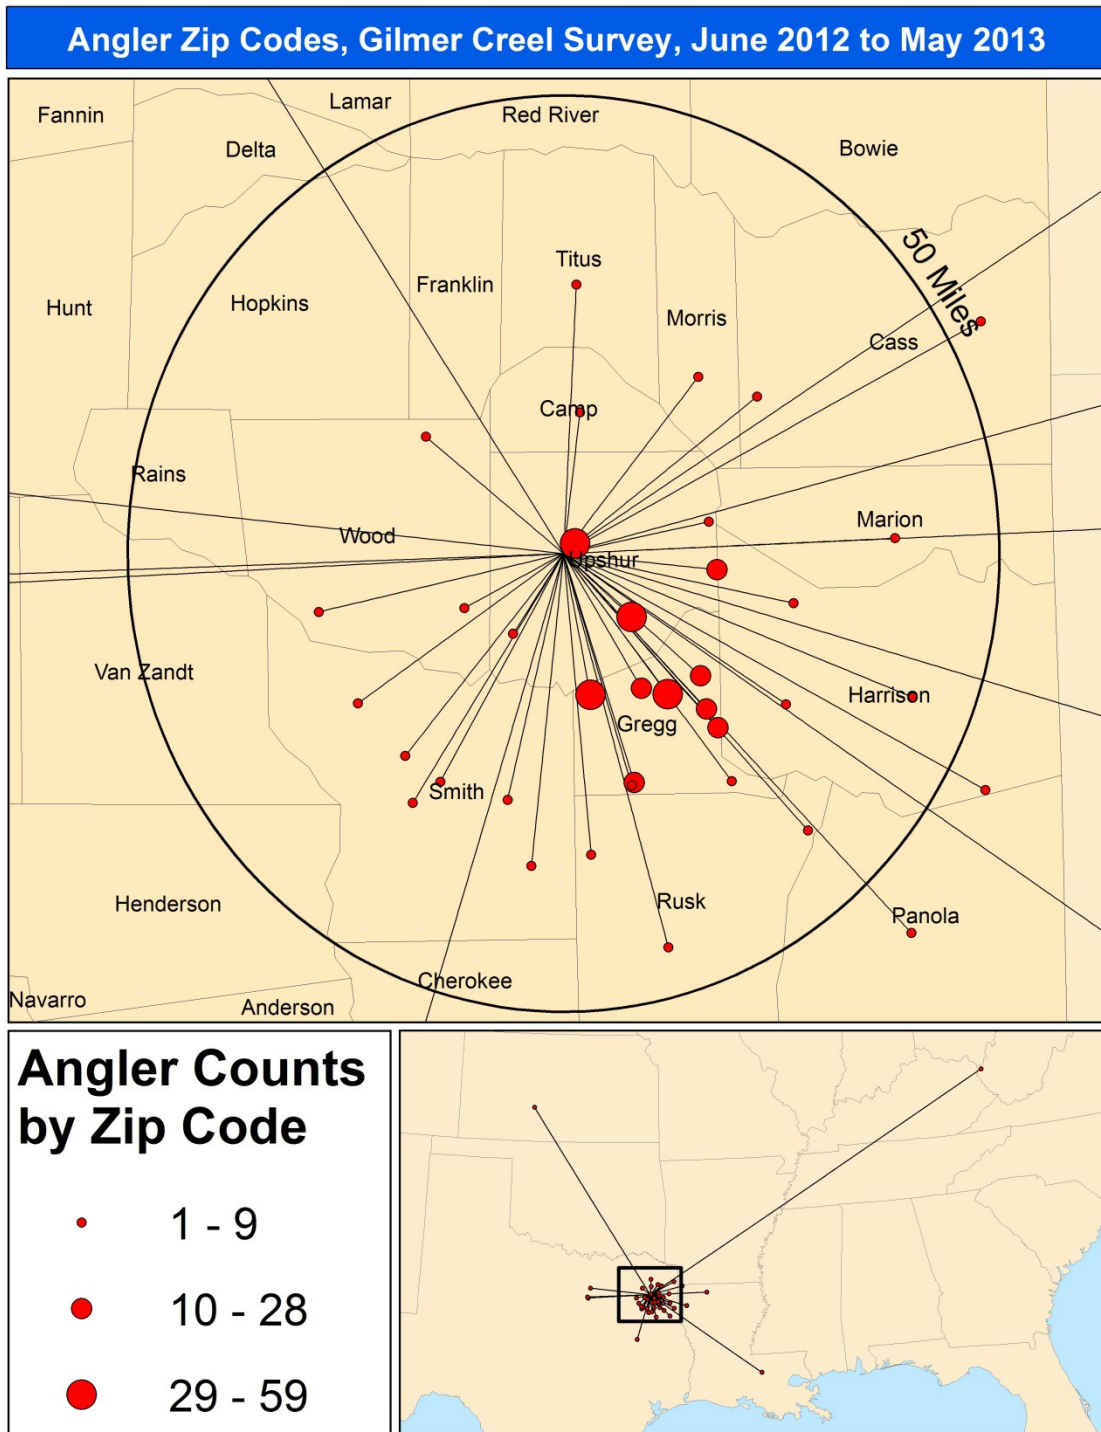 Angler Zip Codes, Gilmer Creel Survey, June 2012 to May 2013
Fannin
Lamar
Red River
Delta
Bowie
50 Miles
Titus
Franklin
Hopkins
Hunt
Morris
Cass
Camp
Rains
Wood
Marion
Upshur
Van Zandt
Harrison
Gregg
Smith
Henderson
Rusk
Panola
Cherokee
Navarro
Anderson
Angler Counts
by Zip Code
1 - 9
10 - 28
29 - 59